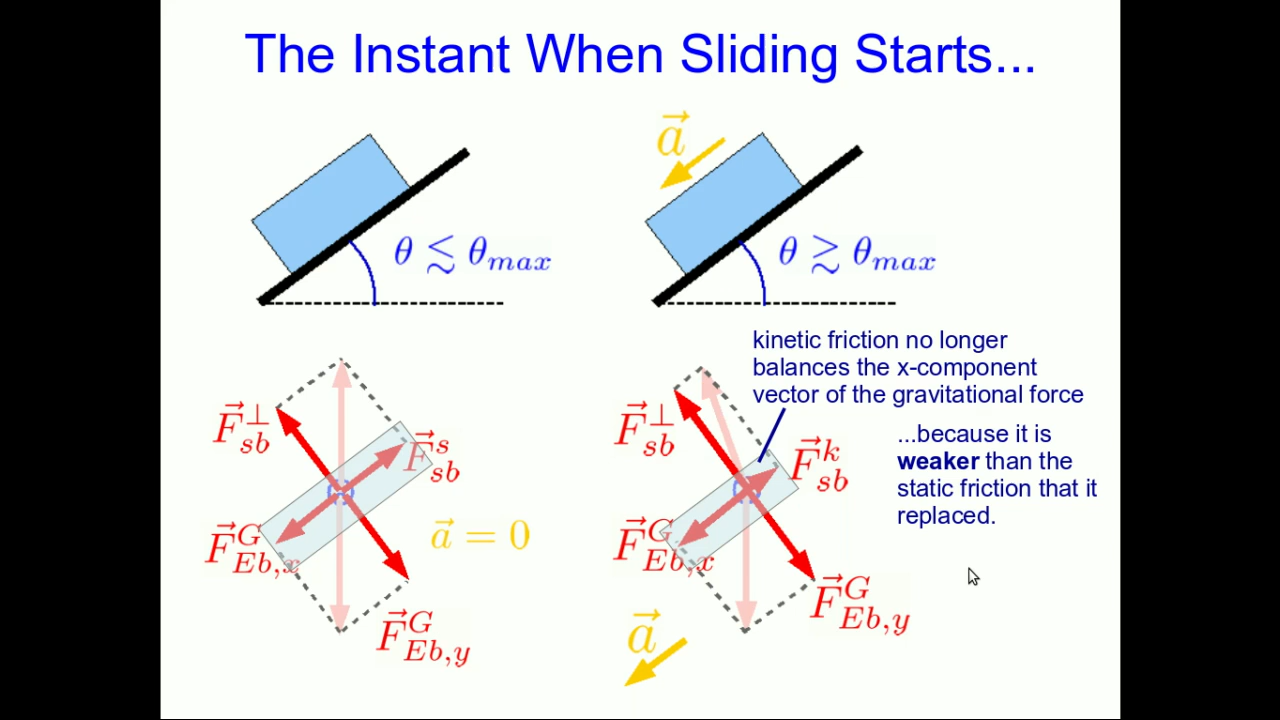 The Instant When Sliding Starts...
a⃗
θ ≲ θmax
θ ≳ θmax
kinetic friction no longer
balances the x-component
vector of the gravitational force
...because it is
weaker than the
static friction that it
replaced.
F⃗⊥sb
F⃗ssb
F⃗GEb,x
a⃗ = 0
F⃗GEb,y
F⃗⊥sb
F⃗ksb
F⃗GEb,x
F⃗GEb,y
a⃗